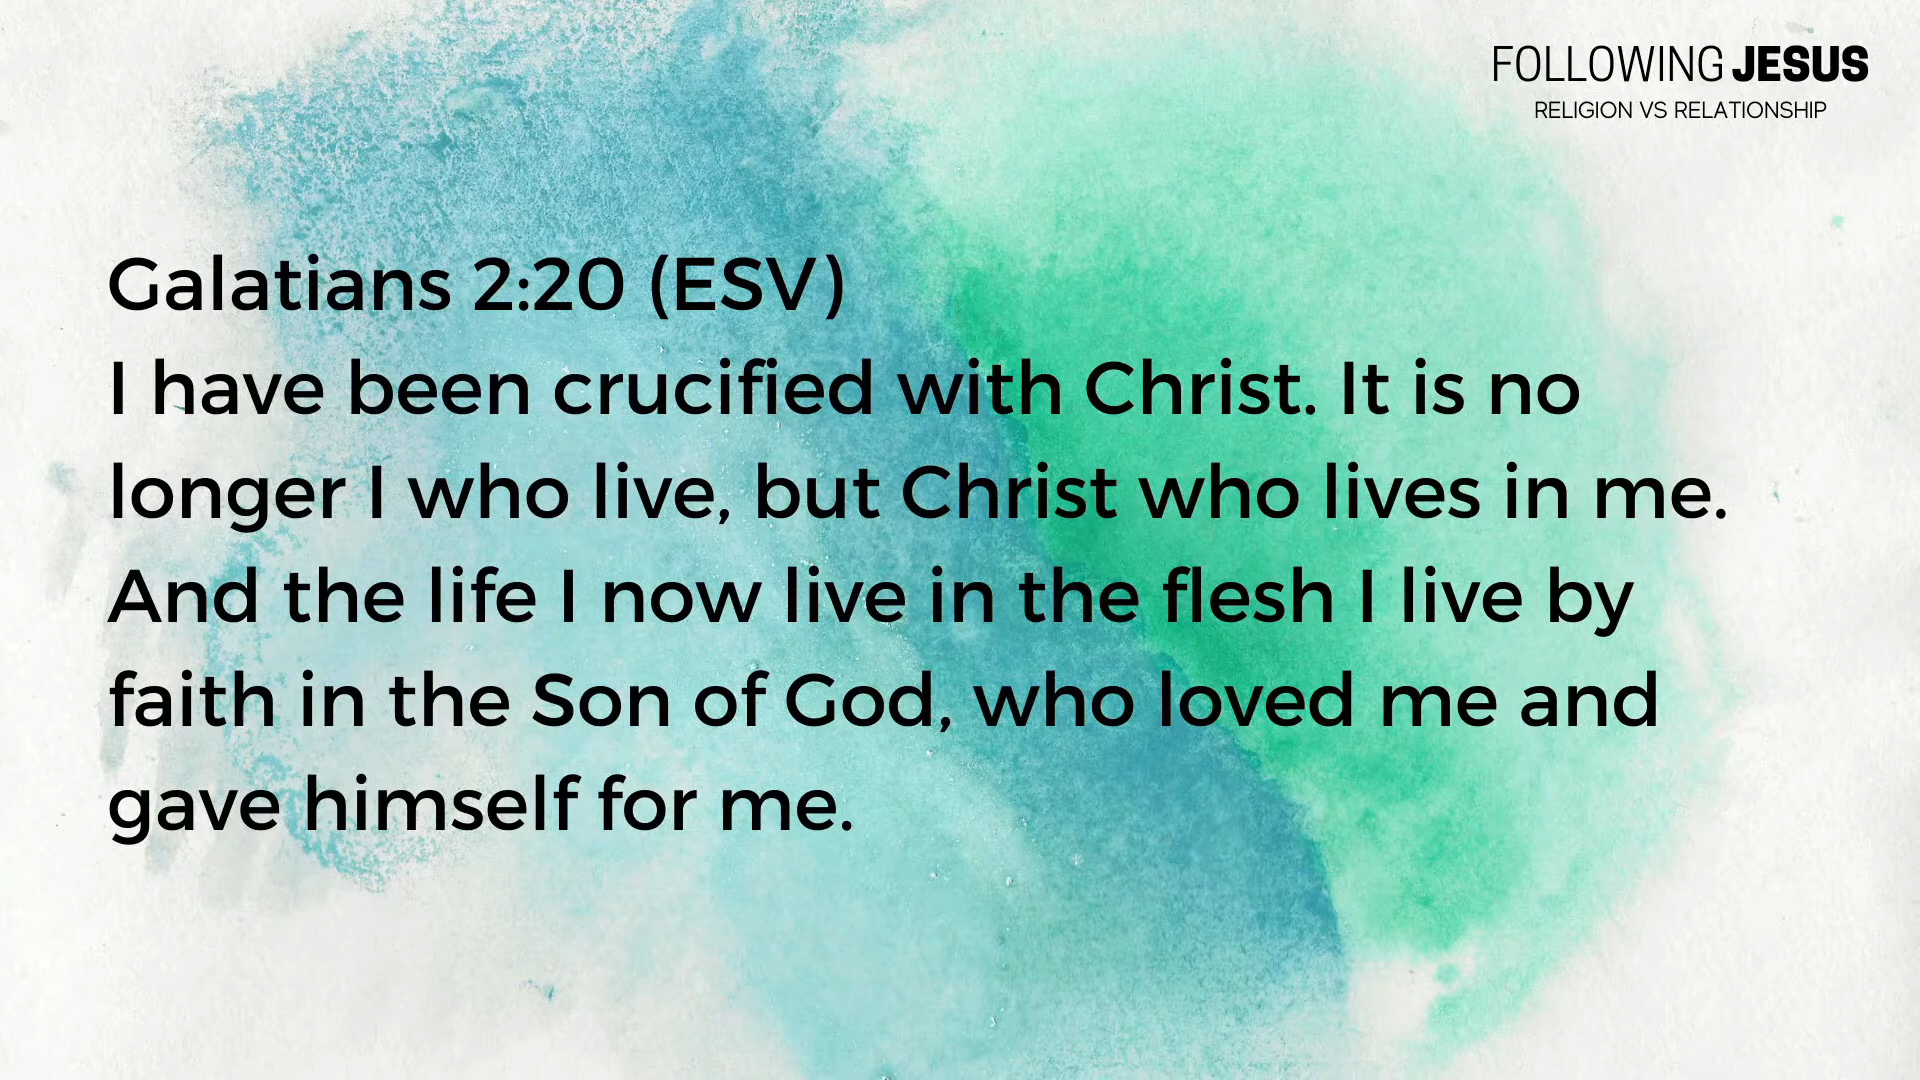 FOLLOWING JESUS
RELIGION VS RELATIONSHIP
Galatians 2:20 (ESV)
I have been crucified with Christ. It is no
longer I who live, but Christ who lives in me.
And the life I now live in the flesh I live by
faith in the Son of God, who loved me and
gave himself for me.